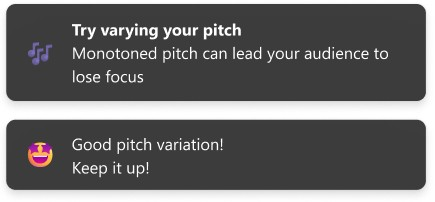 Try varying your pitch
Monotoned pitch can lead your audience to
lose focus
Good pitch variation!
Keep it up!